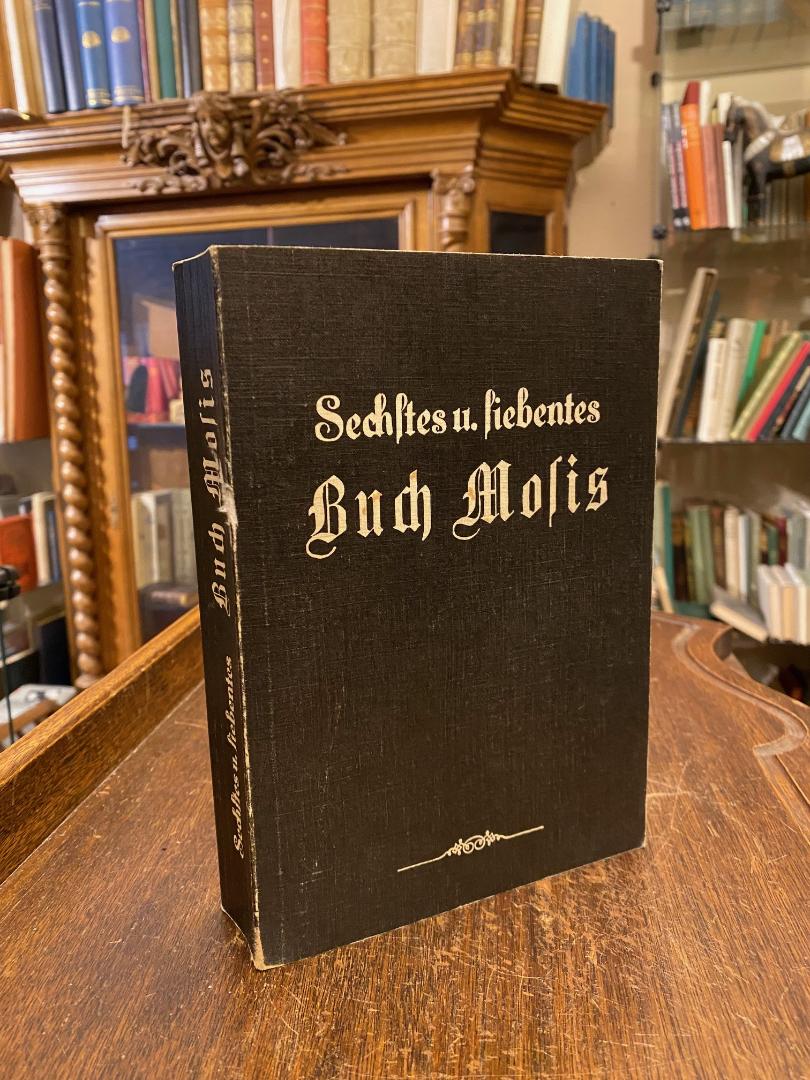 Sechſtes u. ſiebentes
Buch Moſis
Sechſtes u. ſiebentes Buch Moſis